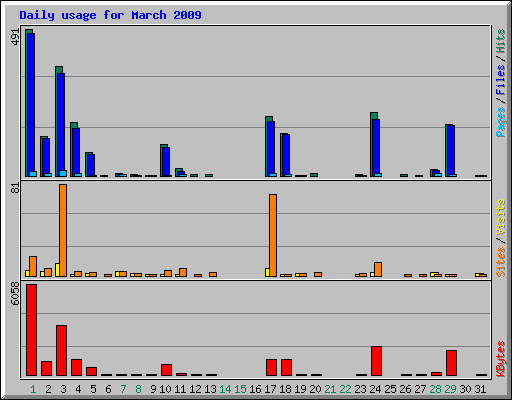 Daily usage for March 2009
491
Pages / Files / Hits
81
Sites / Visits
6058
KBytes
1 2 3 4 5 6 7 8 9 10 11 12 13 14 15 16 17 18 19 20 21 22 23 24 25 26 27 28 29 30 31